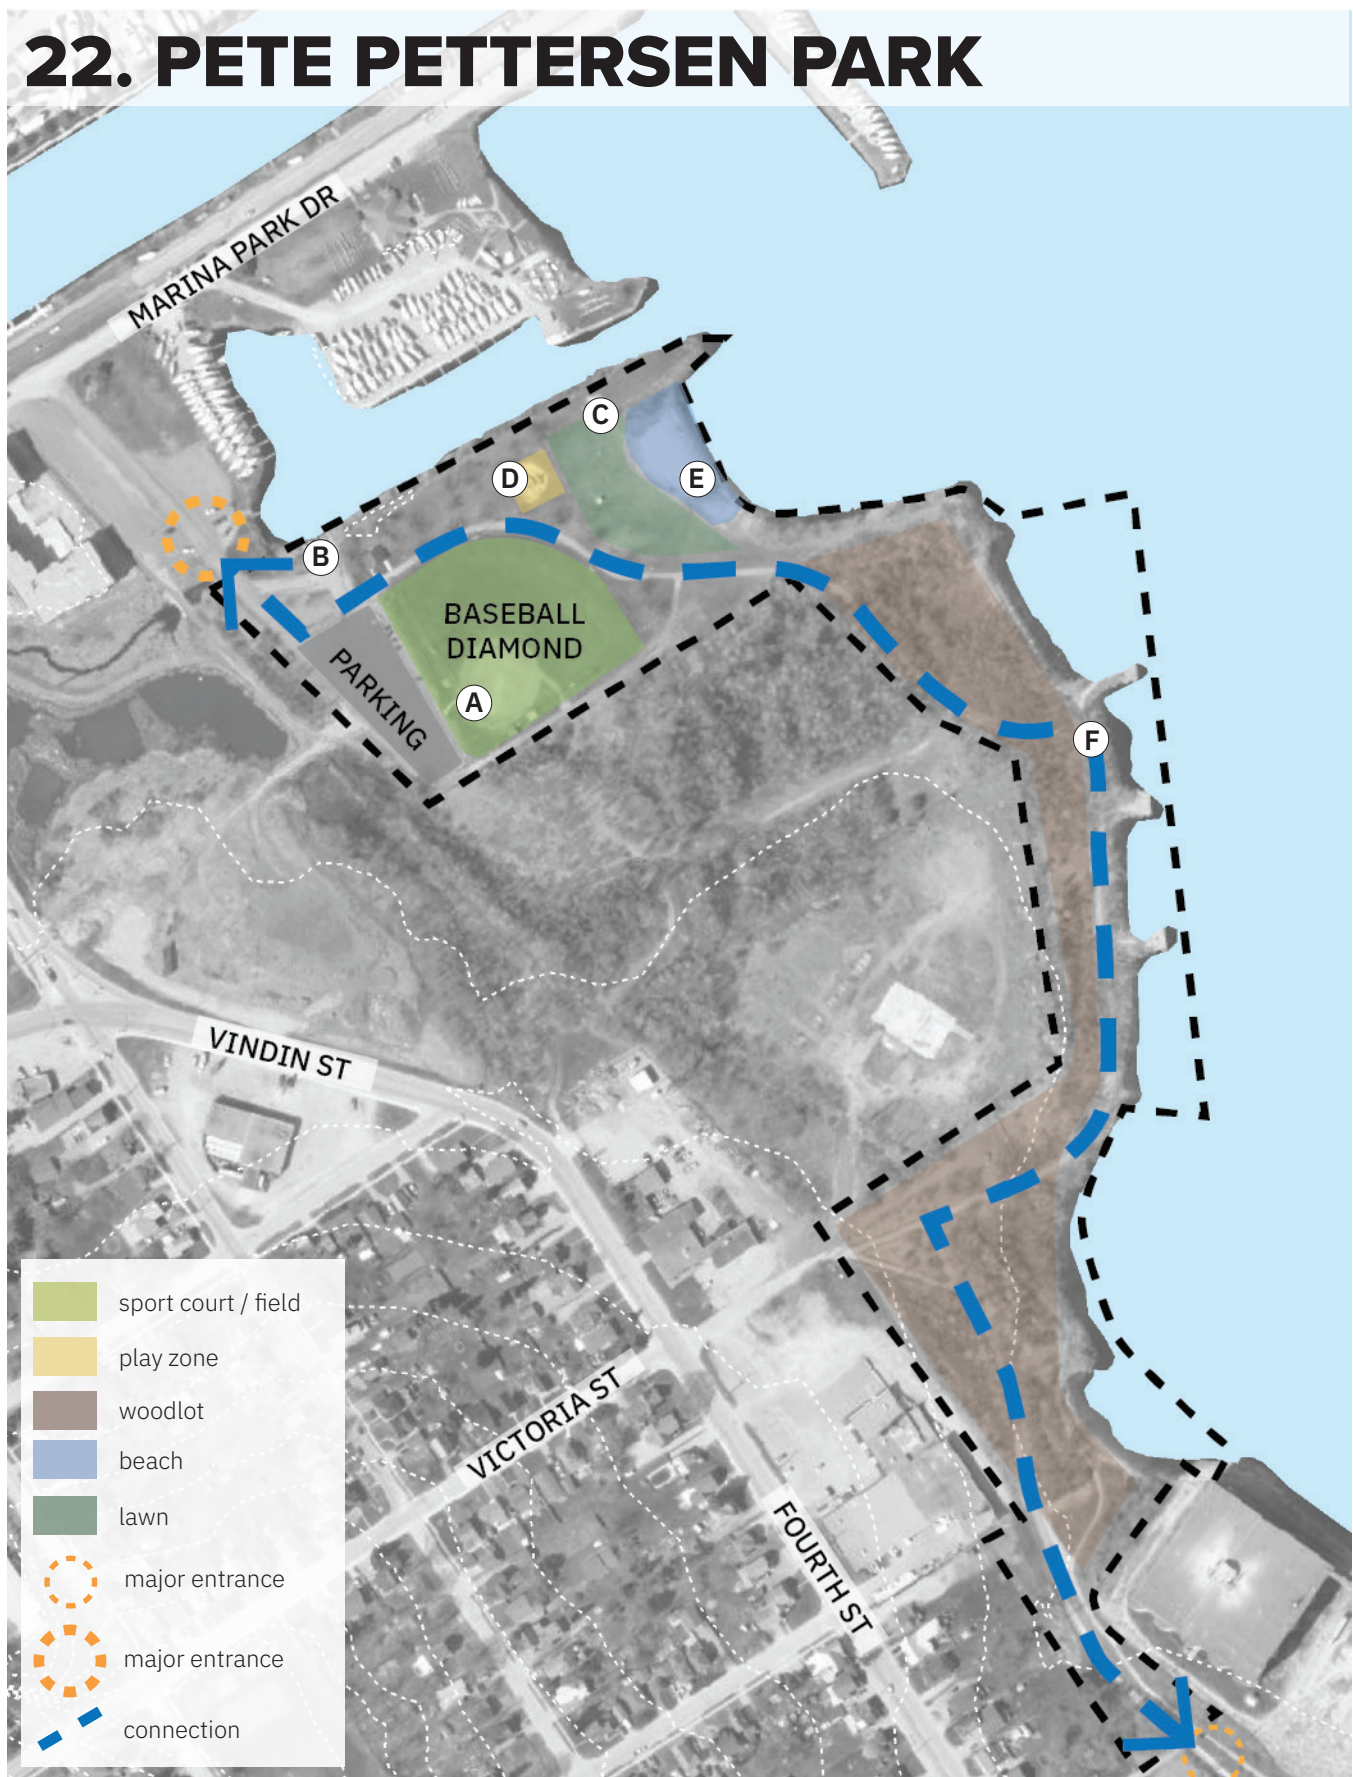 22. PETE PETTERSEN PARK
MARINA PARK DR
C
D
E
B
BASEBALL
DIAMOND
PARKING
A
F
VINDIN ST
VICTORIA ST
FOURTH ST
sport court / field
play zone
woodlot
beach
lawn
major entrance
major entrance
connection